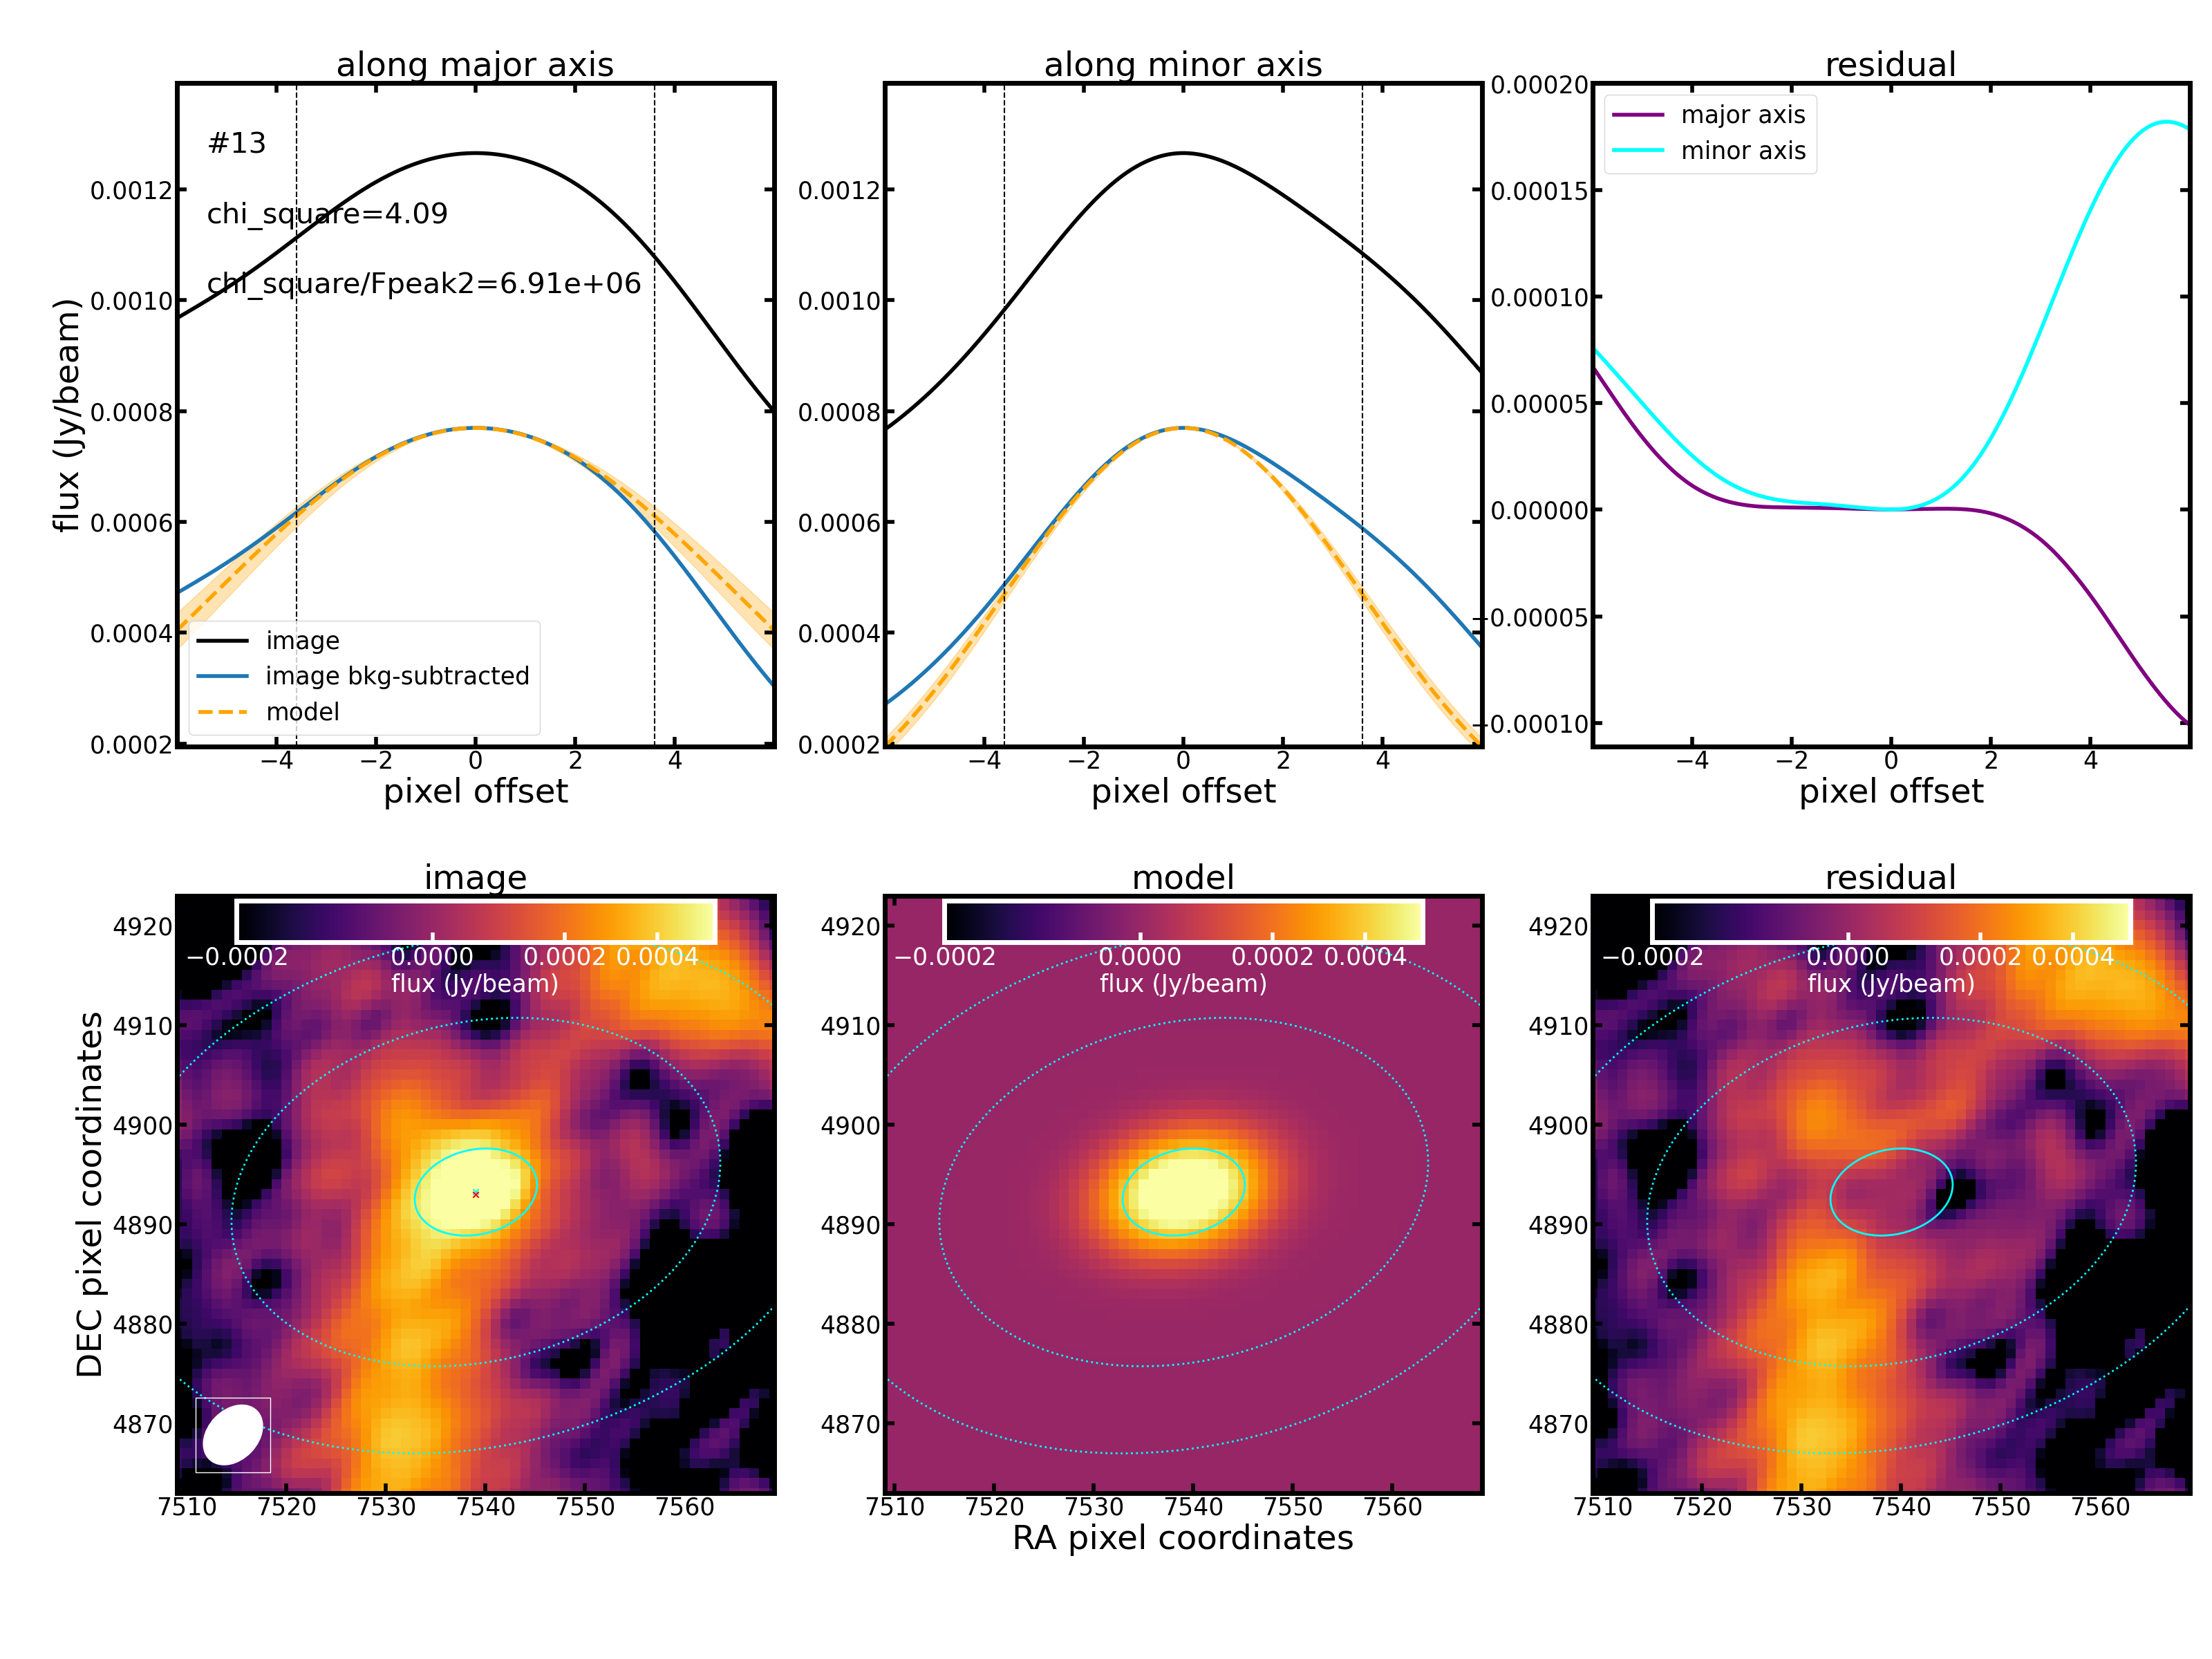 along major axis
along minor axis
residual
#13
chi_square=4.09
chi_square/Fpeak2=6.91e+06
image
image bkg-subtracted
model
major axis
minor axis
flux (Jy/beam)
0.0012
0.0010
0.0008
0.0006
0.0004
0.0002
−4 −2 0 2 4
pixel offset
0.0012
0.0010
0.0008
0.0006
0.0004
0.0002
−4 −2 0 2 4
pixel offset
0.00020
0.00015
0.00010
0.00005
0.00000
−0.00005
−0.00010
−4 −2 0 2 4
pixel offset
image
model
residual
−0.0002 0.0000 0.0002 0.0004
flux (Jy/beam)
−0.0002 0.0000 0.0002 0.0004
flux (Jy/beam)
−0.0002 0.0000 0.0002 0.0004
flux (Jy/beam)
DEC pixel coordinates
4920
4910
4900
4890
4880
4870
7510 7520 7530 7540 7550 7560
4920
4910
4900
4890
4880
4870
7510 7520 7530 7540 7550 7560
4920
4910
4900
4890
4880
4870
7510 7520 7530 7540 7550 7560
RA pixel coordinates